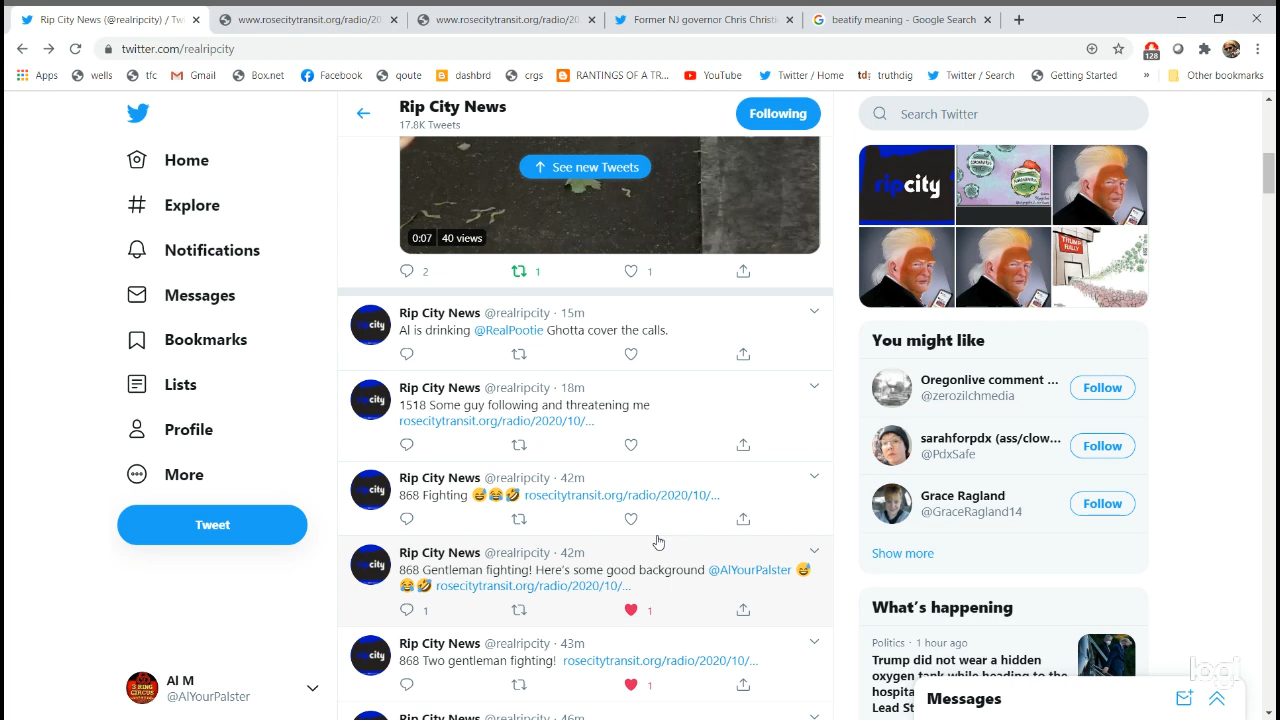 Rip City News (@realripcity) / Twi
www.rosecitytransit.org/radio/202
www.rosecitytransit.org/radio/202
Former NJ governor Chris Christie
beatify meaning - Google Search
twitter.com/realripcity
128
Apps
wells
tfc
Gmail
Box.net
Facebook
qoute
dashbrd
crgs
RANTINGS OF A TR...
YouTube
Twitter / Home
td: truthdig
Twitter / Search
Getting Started
»
Other bookmarks
Home
Explore
Notifications
Messages
Bookmarks
Lists
Profile
More
Tweet
Al M
@AlYourPalster
Rip City News
17.8K Tweets
Following
See new Tweets
0:07 40 views
2 1 1
Rip City News @realripcity · 15m
Al is drinking @RealPootie Ghotta cover the calls.
Rip City News @realripcity · 18m
1518 Some guy following and threatening me
rosecitytransit.org/radio/2020/10/...
Rip City News @realripcity · 42m
868 Fighting 😅😂🤣 rosecitytransit.org/radio/2020/10/...
Rip City News @realripcity · 42m
868 Gentleman fighting! Here's some good background @AlYourPalster 😅
😂🤣 rosecitytransit.org/radio/2020/10/...
1 1
Rip City News @realripcity · 43m
868 Two gentleman fighting! rosecitytransit.org/radio/2020/10/...
1
Rip City News @realripcity · 46m
Search Twitter
ripcity
TRUMP
RALLY
You might like
Oregonlive comment ...
@zerozilchmedia
Follow
sarahforpdx (ass/clow...
@PdxSafe
Follow
Grace Ragland
@GraceRagland14
Follow
Show more
What's happening
Politics · 1 hour ago
Trump did not wear a hidden
oxygen tank while heading to the
hospita
Lead St
Messages
logi